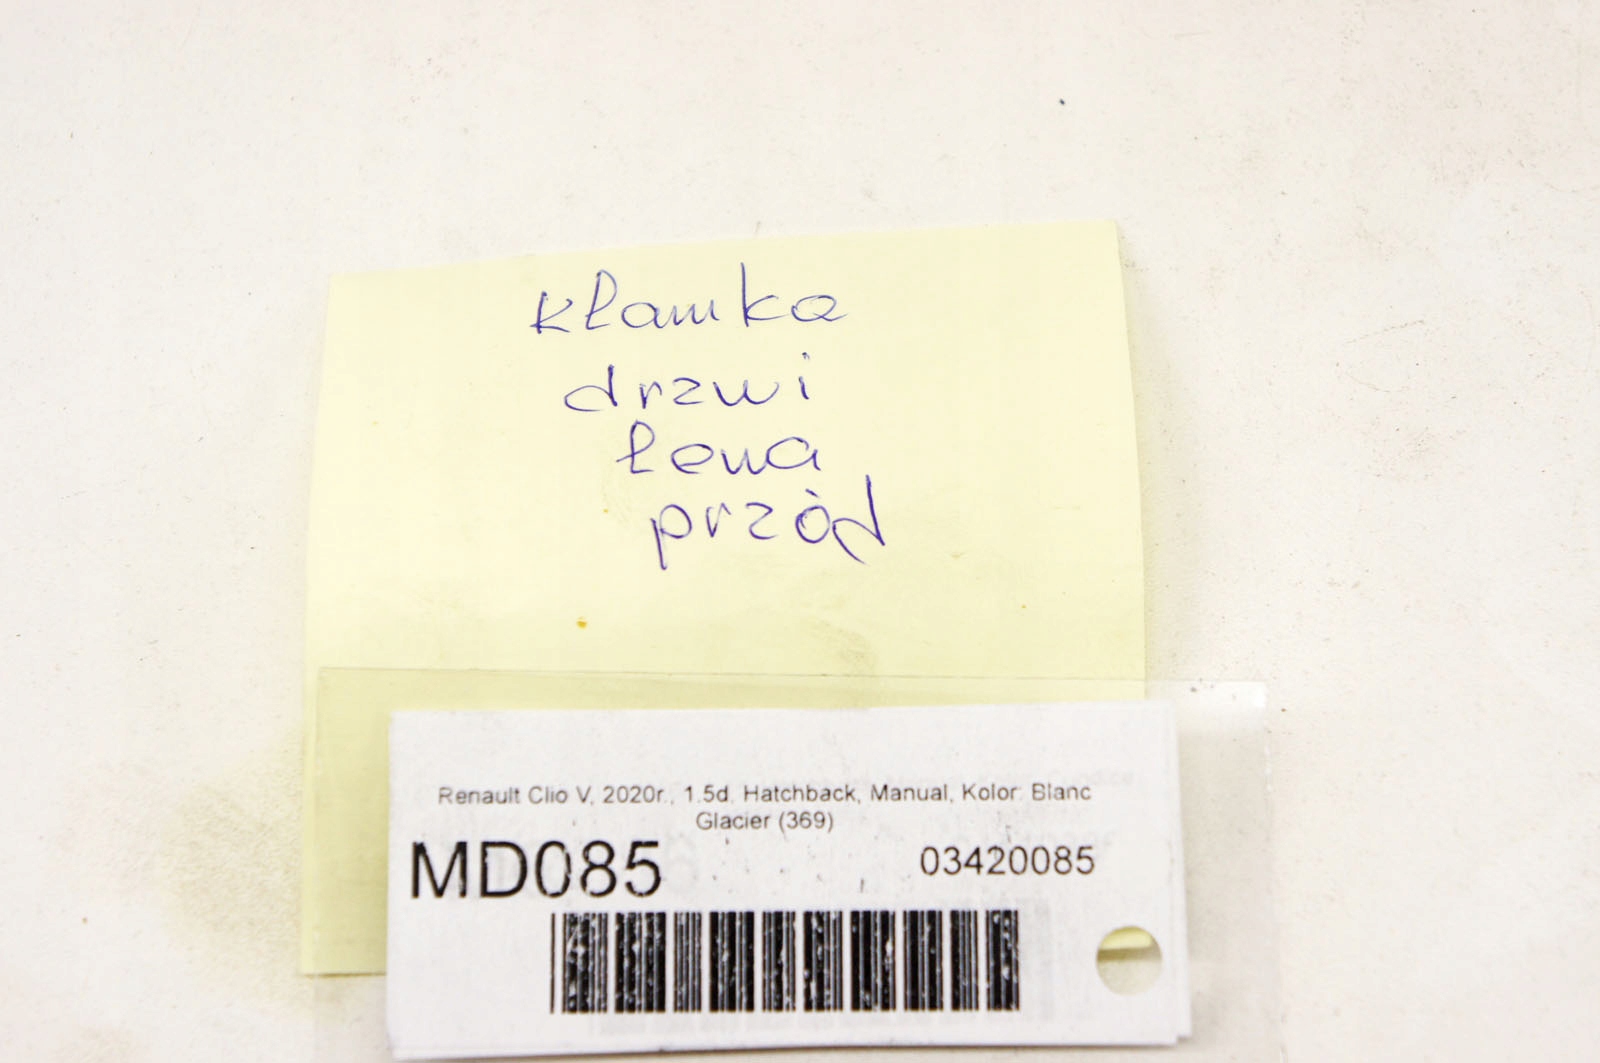 klamka
drzwi
lewa
przód
Renault Clio V, 2020r., 1.5d, Hatchback, Manual, Kolor: Blanc
Glacier (369)
MD085
03420085